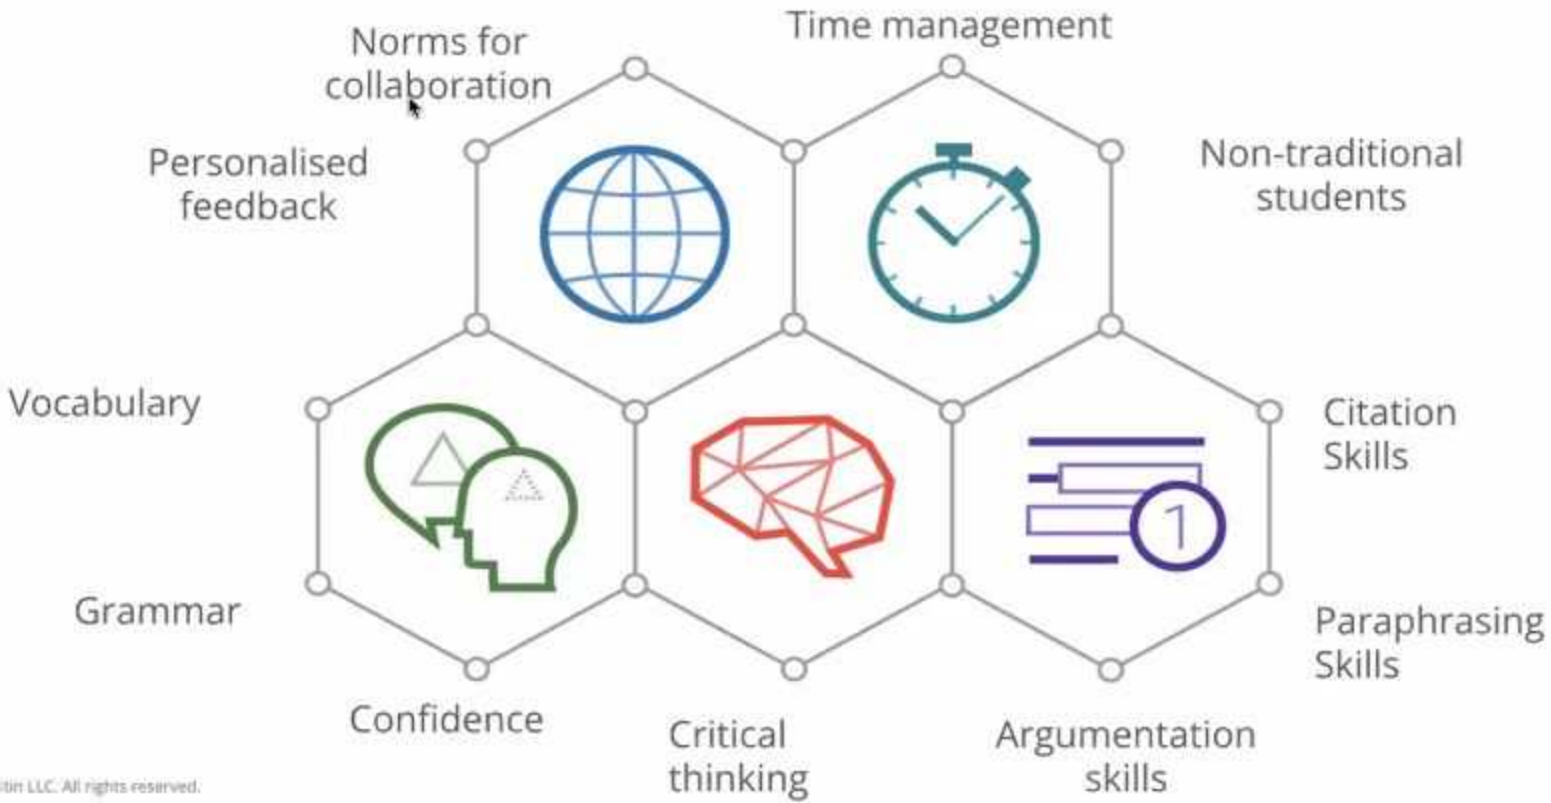 Norms for
collaboration
Time management
Personalised
feedback
Non-traditional
students
Vocabulary
Citation
Skills
1
Grammar
Paraphrasing
Skills
Confidence
Critical
thinking
Argumentation
skills
LLC. All rights reserved.